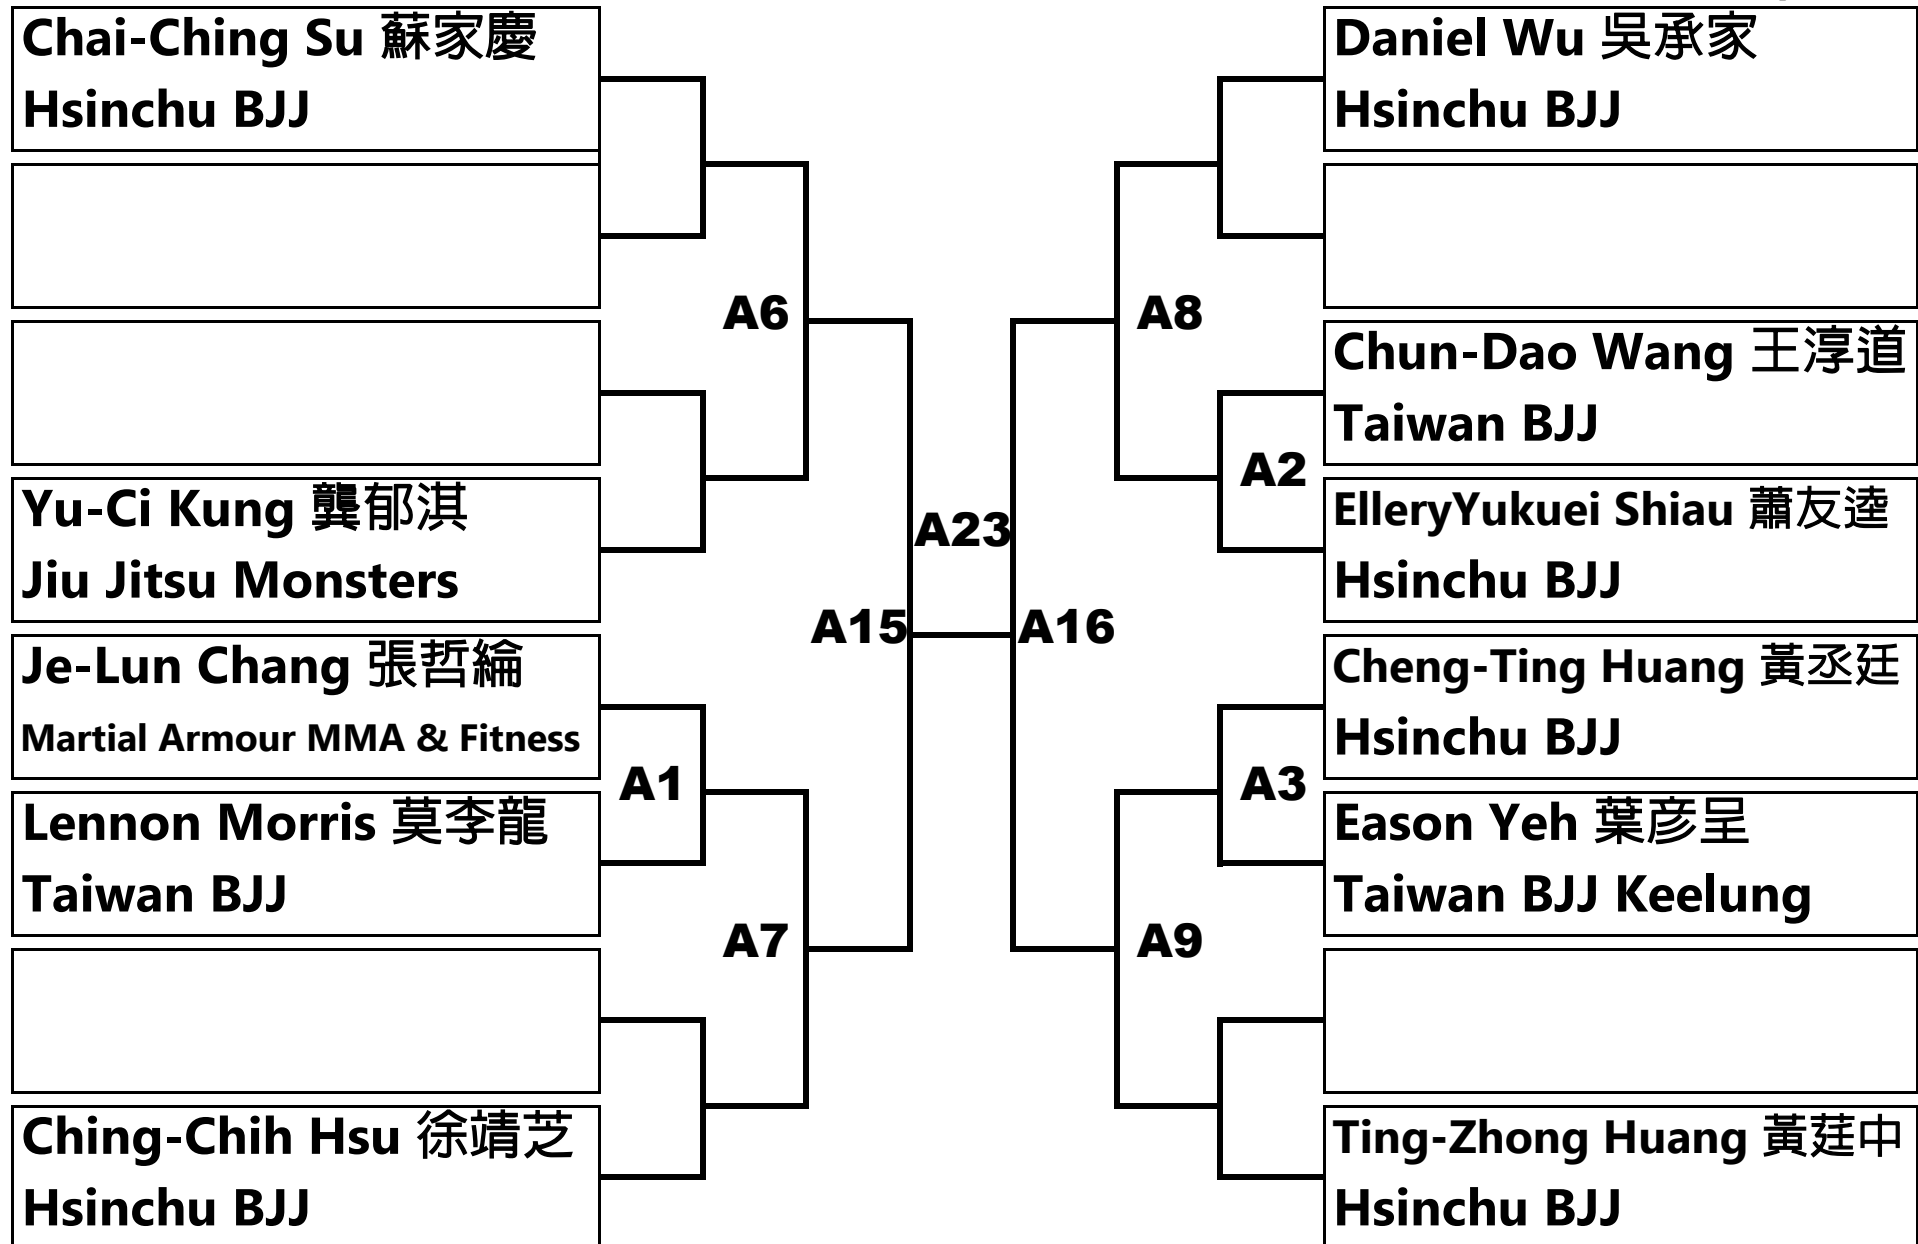 Chai-Ching Su 蘇家慶
Hsinchu BJJ
Yu-Ci Kung 龔郁淇
Jiu Jitsu Monsters
Je-Lun Chang 張哲綸
Martial Armour MMA & Fitness
Lennon Morris 莫李龍
Taiwan BJJ
Ching-Chih Hsu 徐靖芝
Hsinchu BJJ
A6
A1
A7
A15
A23
A16
A8
A2
A3
A9
Daniel Wu 吳承家
Hsinchu BJJ
Chun-Dao Wang 王淳道
Taiwan BJJ
ElleryYukuei Shiau 蕭友逵
Hsinchu BJJ
Cheng-Ting Huang 黃丞廷
Hsinchu BJJ
Eason Yeh 葉彦呈
Taiwan BJJ Keelung
Ting-Zhong Huang 黃莛中
Hsinchu BJJ